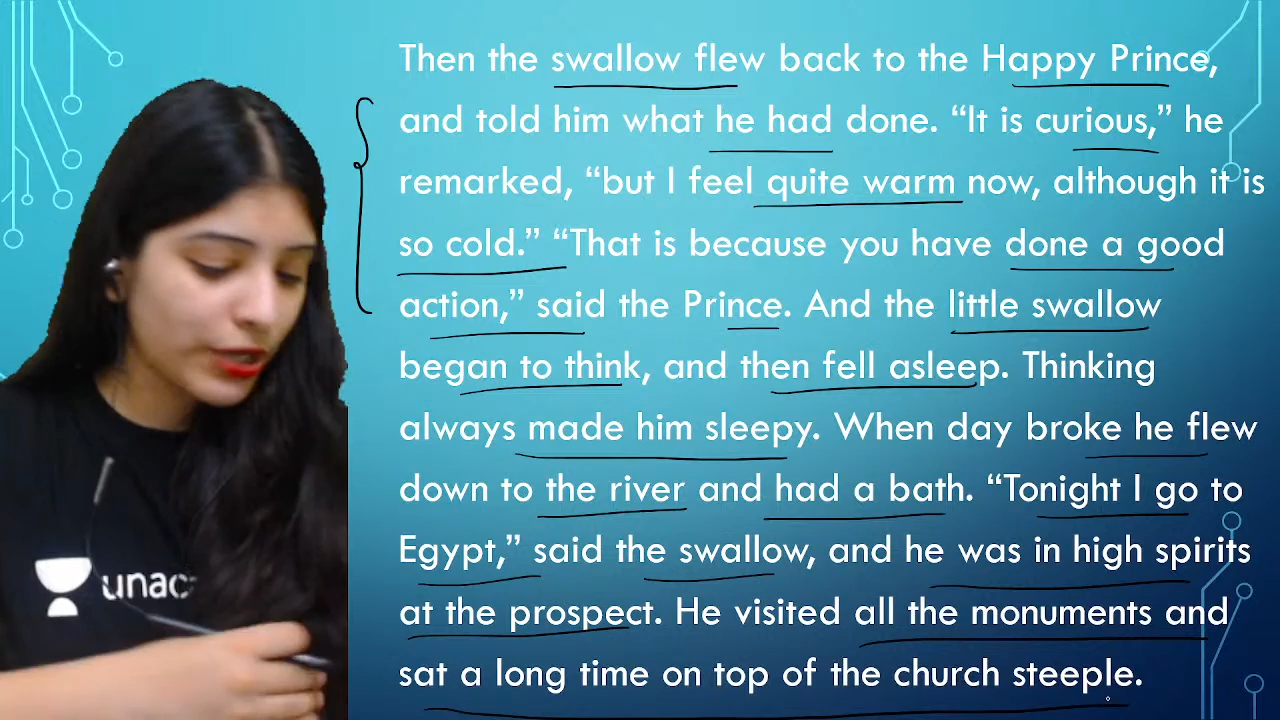 Then the swallow flew back to the Happy Prince,
and told him what he had done. “It is curious,” he
remarked, “but I feel quite warm now, although it is
so cold.” “That is because you have done a good
action,” said the Prince. And the little swallow
began to think, and then fell asleep. Thinking
always made him sleepy. When day broke he flew
down to the river and had a bath. “Tonight I go to
Egypt,” said the swallow, and he was in high spirits
at the prospect. He visited all the monuments and
sat a long time on top of the church steeple.